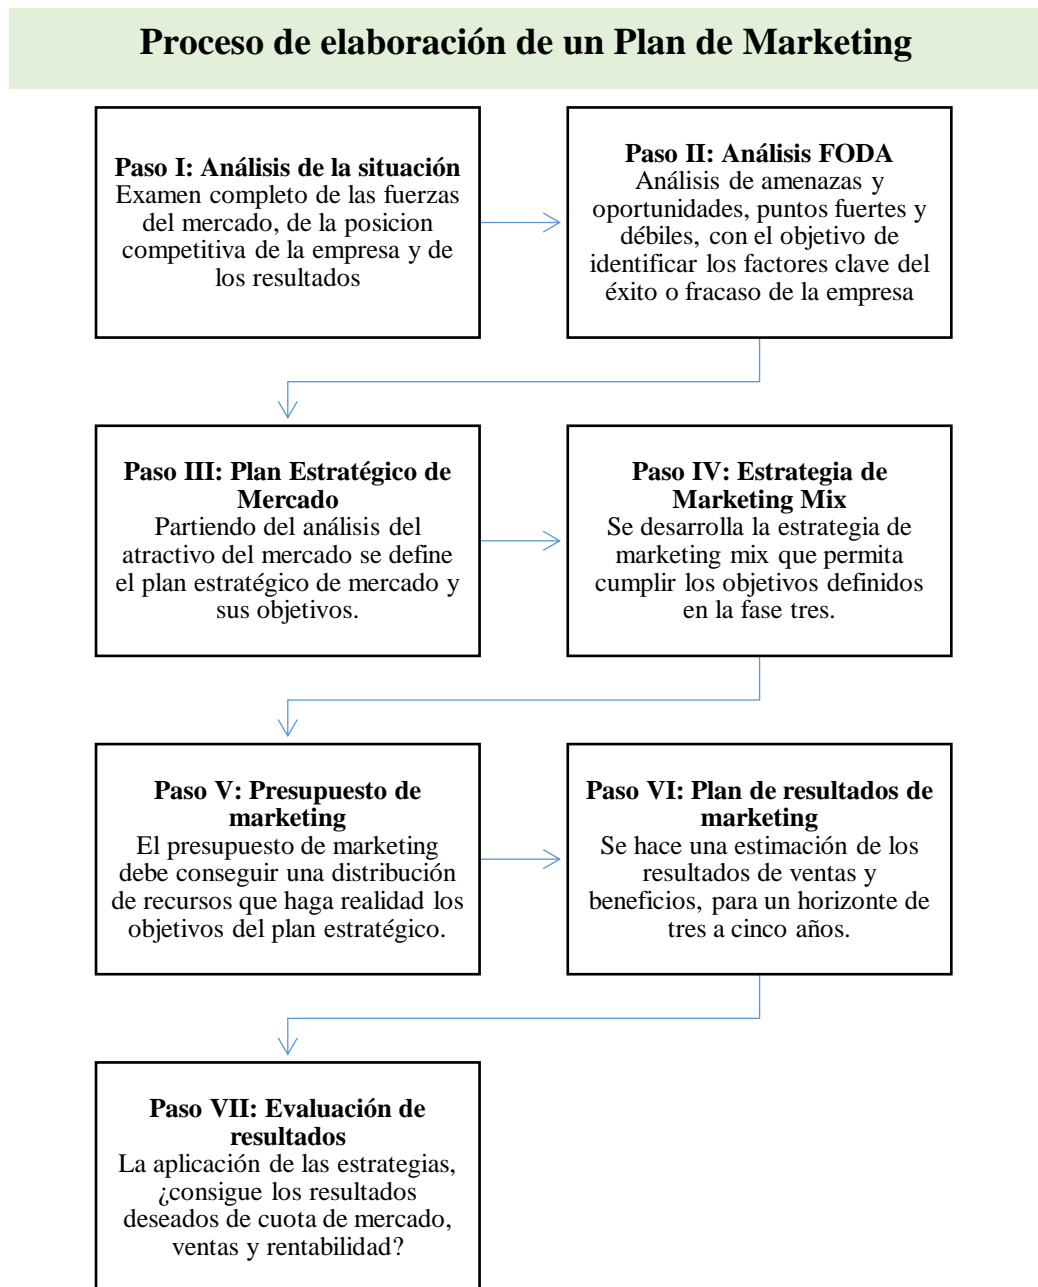 Proceso de elaboración de un Plan de Marketing
Paso I: Análisis de la situación
Examen completo de las fuerzas
del mercado, de la posicion
competitiva de la empresa y de
los resultados
Paso II: Análisis FODA
Análisis de amenazas y
oportunidades, puntos fuertes y
débiles, con el objetivo de
identificar los factores clave del
éxito o fracaso de la empresa
Paso III: Plan Estratégico de
Mercado
Partiendo del análisis del
atractivo del mercado se define
el plan estratégico de mercado y
sus objetivos.
Paso IV: Estrategia de
Marketing Mix
Se desarrolla la estrategia de
marketing mix que permita
cumplir los objetivos definidos
en la fase tres.
Paso V: Presupuesto de
marketing
El presupuesto de marketing
debe conseguir una distribución
de recursos que haga realidad los
objetivos del plan estratégico.
Paso VI: Plan de resultados de
marketing
Se hace una estimación de los
resultados de ventas y
beneficios, para un horizonte de
tres a cinco años.
Paso VII: Evaluación de
resultados
La aplicación de las estrategias,
¿consigue los resultados
deseados de cuota de mercado,
ventas y rentabilidad?